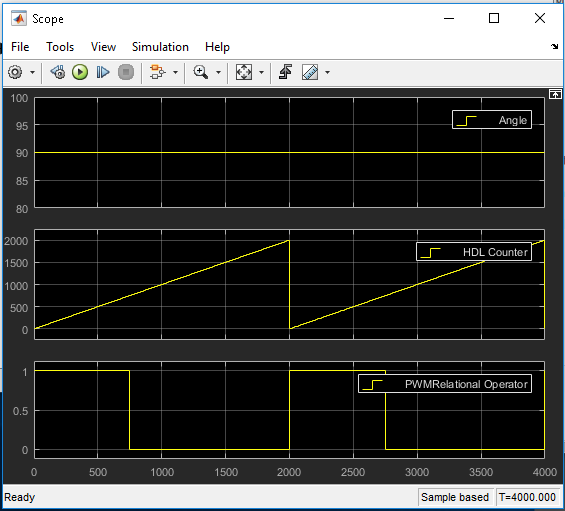 Scope
File Tools View Simulation Help
100
95
90
85
80
Angle
2000
1500
1000
500
0
HDL Counter
1
0.5
0
PWMRelational Operator
0 500 1000 1500 2000 2500 3000 3500 4000
Ready Sample based T=4000.000